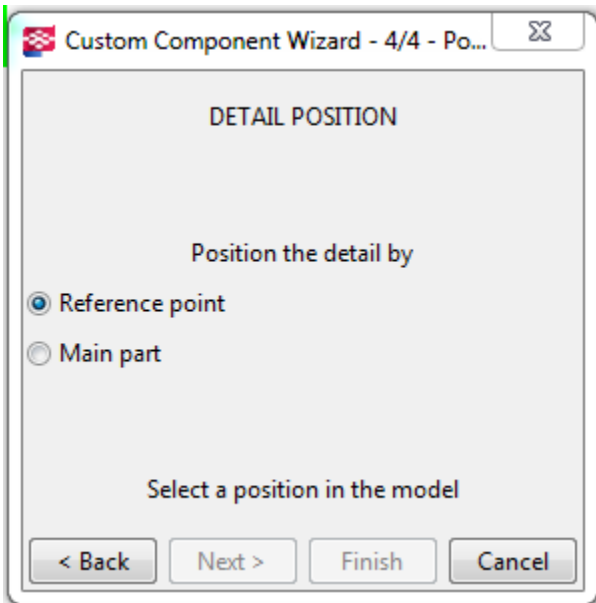 Custom Component Wizard - 4/4 - Po...
DETAIL POSITION
Position the detail by
Reference point
Main part
Select a position in the model
< Back Next > Finish Cancel